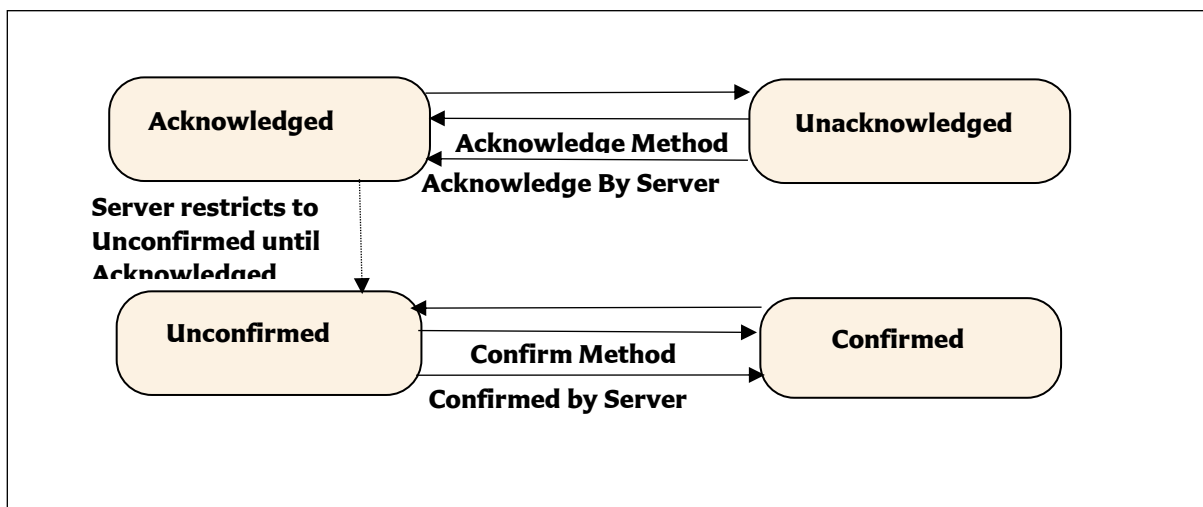 Acknowledged
Unacknowledged
Acknowledge Method
Acknowledge By Server
Server restricts to
Unconfirmed until
Acknowledged
Unconfirmed
Confirmed
Confirm Method
Confirmed by Server